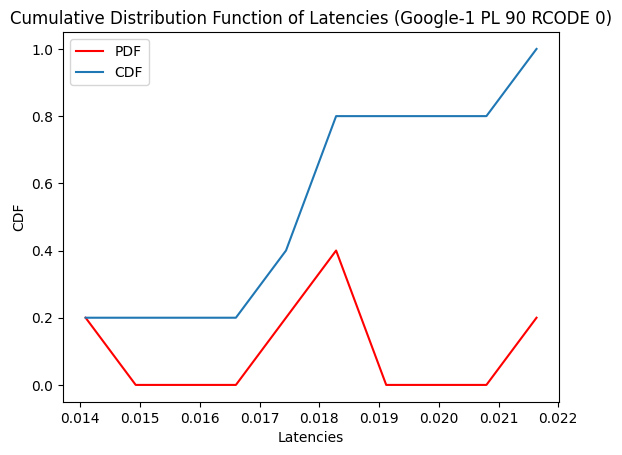 Cumulative Distribution Function of Latencies (Google-1 PL 90 RCODE 0)
PDF
CDF
1.0
0.8
0.6
0.4
0.2
0.0
CDF
0.014 0.015 0.016 0.017 0.018 0.019 0.020 0.021 0.022
Latencies